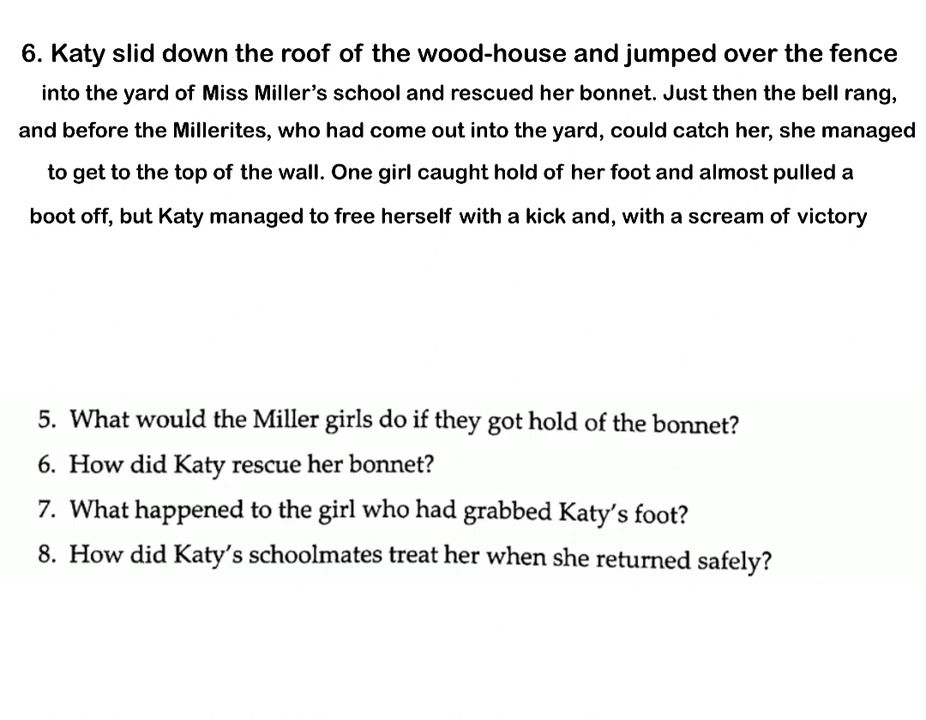 6. Katy slid down the roof of the wood-house and jumped over the fence
into the yard of Miss Miller’s school and rescued her bonnet. Just then the bell rang,
and before the Millerites, who had come out into the yard, could catch her, she managed
to get to the top of the wall. One girl caught hold of her foot and almost pulled a
boot off, but Katy managed to free herself with a kick and, with a scream of victory
5. What would the Miller girls do if they got hold of the bonnet?
6. How did Katy rescue her bonnet?
7. What happened to the girl who had grabbed Katy’s foot?
8. How did Katy’s schoolmates treat her when she returned safely?